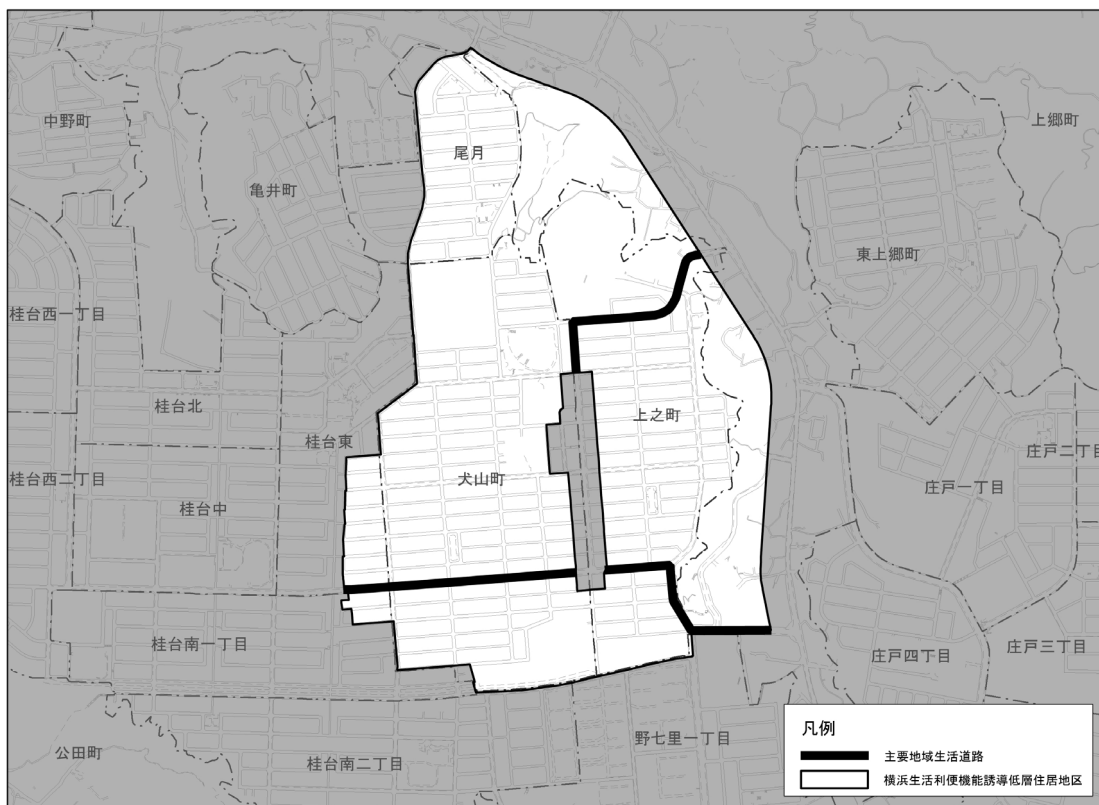 中野町
上郷町
尾月
亀井町
東上郷町
桂台西一丁目
桂台北
上之町
桂台東
庄戸二丁目
桂台西二丁目
犬山町
庄戸一丁目
桂台中
桂台南一丁目
庄戸四丁目
庄戸三丁目
公田町
桂台南二丁目
野七里一丁目
凡例
主要地域生活道路
横浜生活利便機能誘導低層住居地区